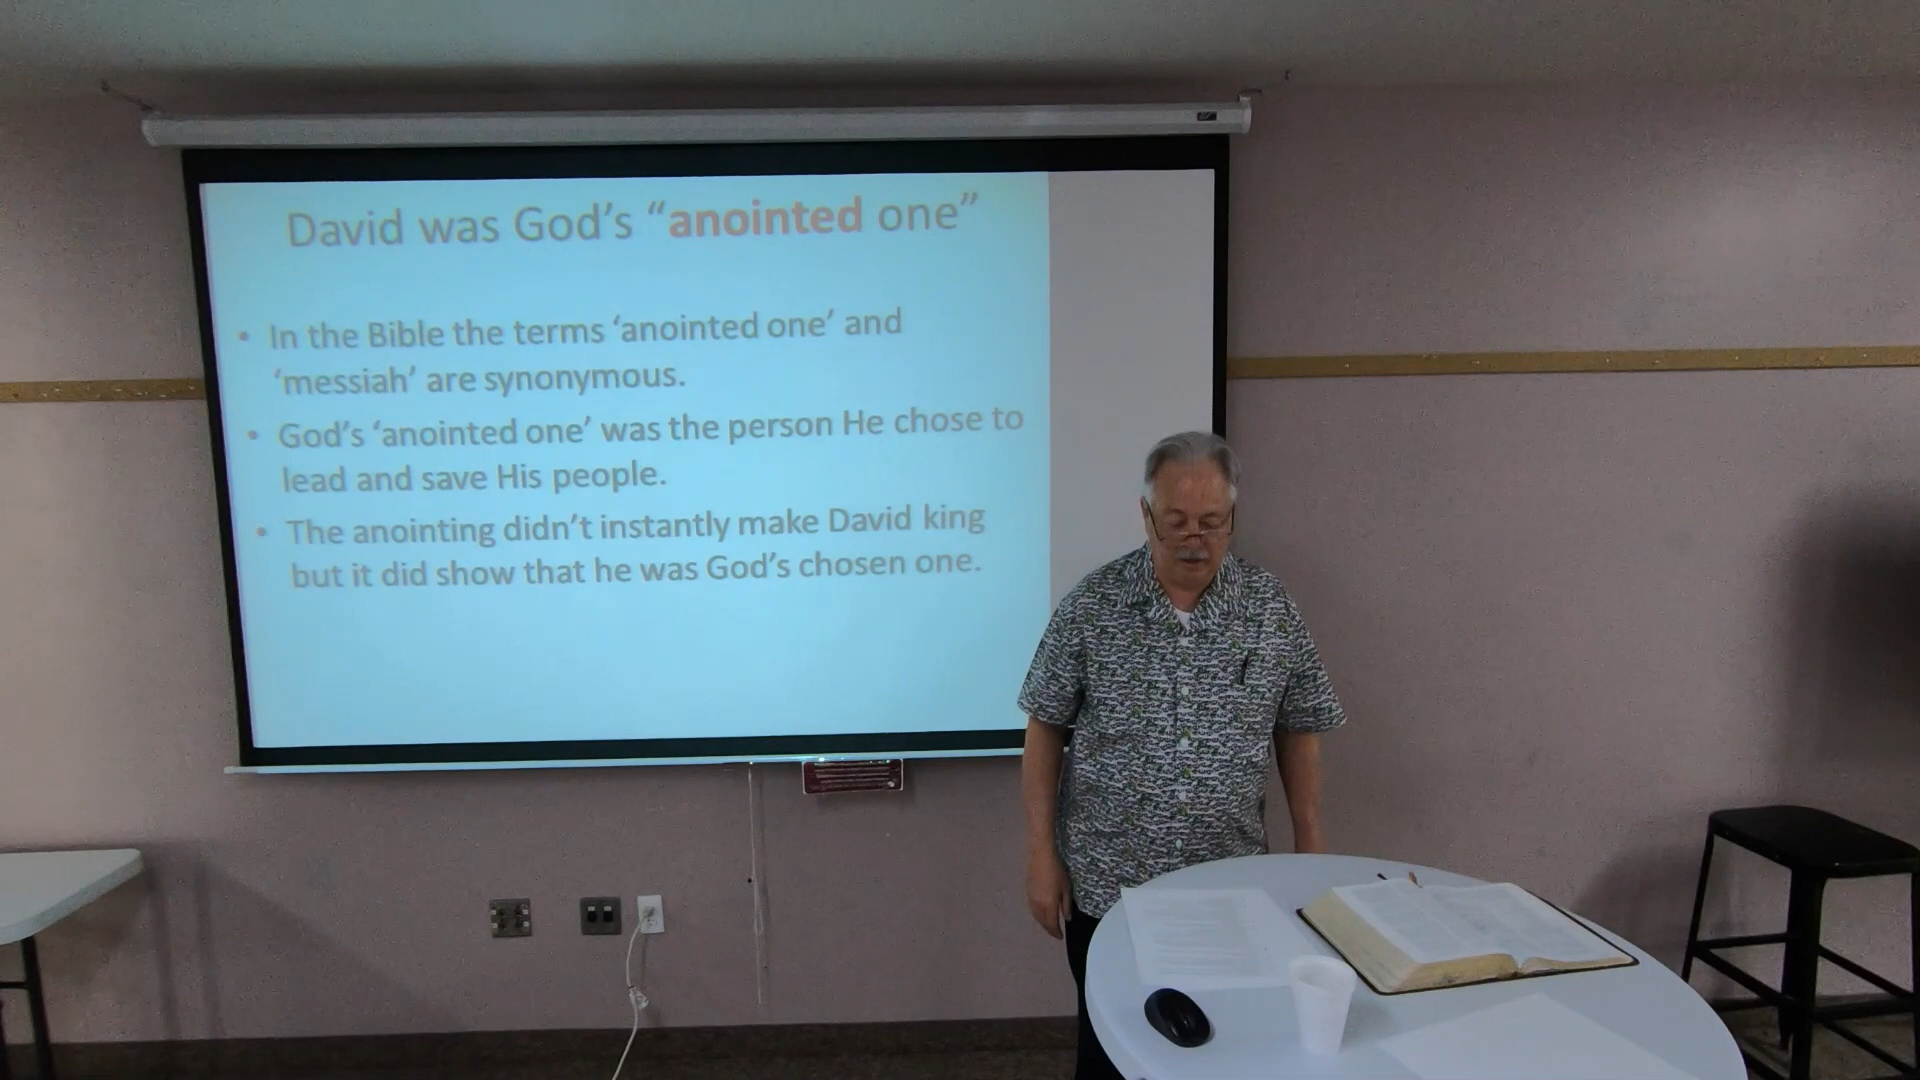 David was God's “anointed one”
• In the Bible the terms ‘anointed one’ and
‘messiah’ are synonymous.
• God's ‘anointed one’ was the person He chose to
lead and save His people.
• The anointing didn't instantly make David king
but it did show that he was God's chosen one.